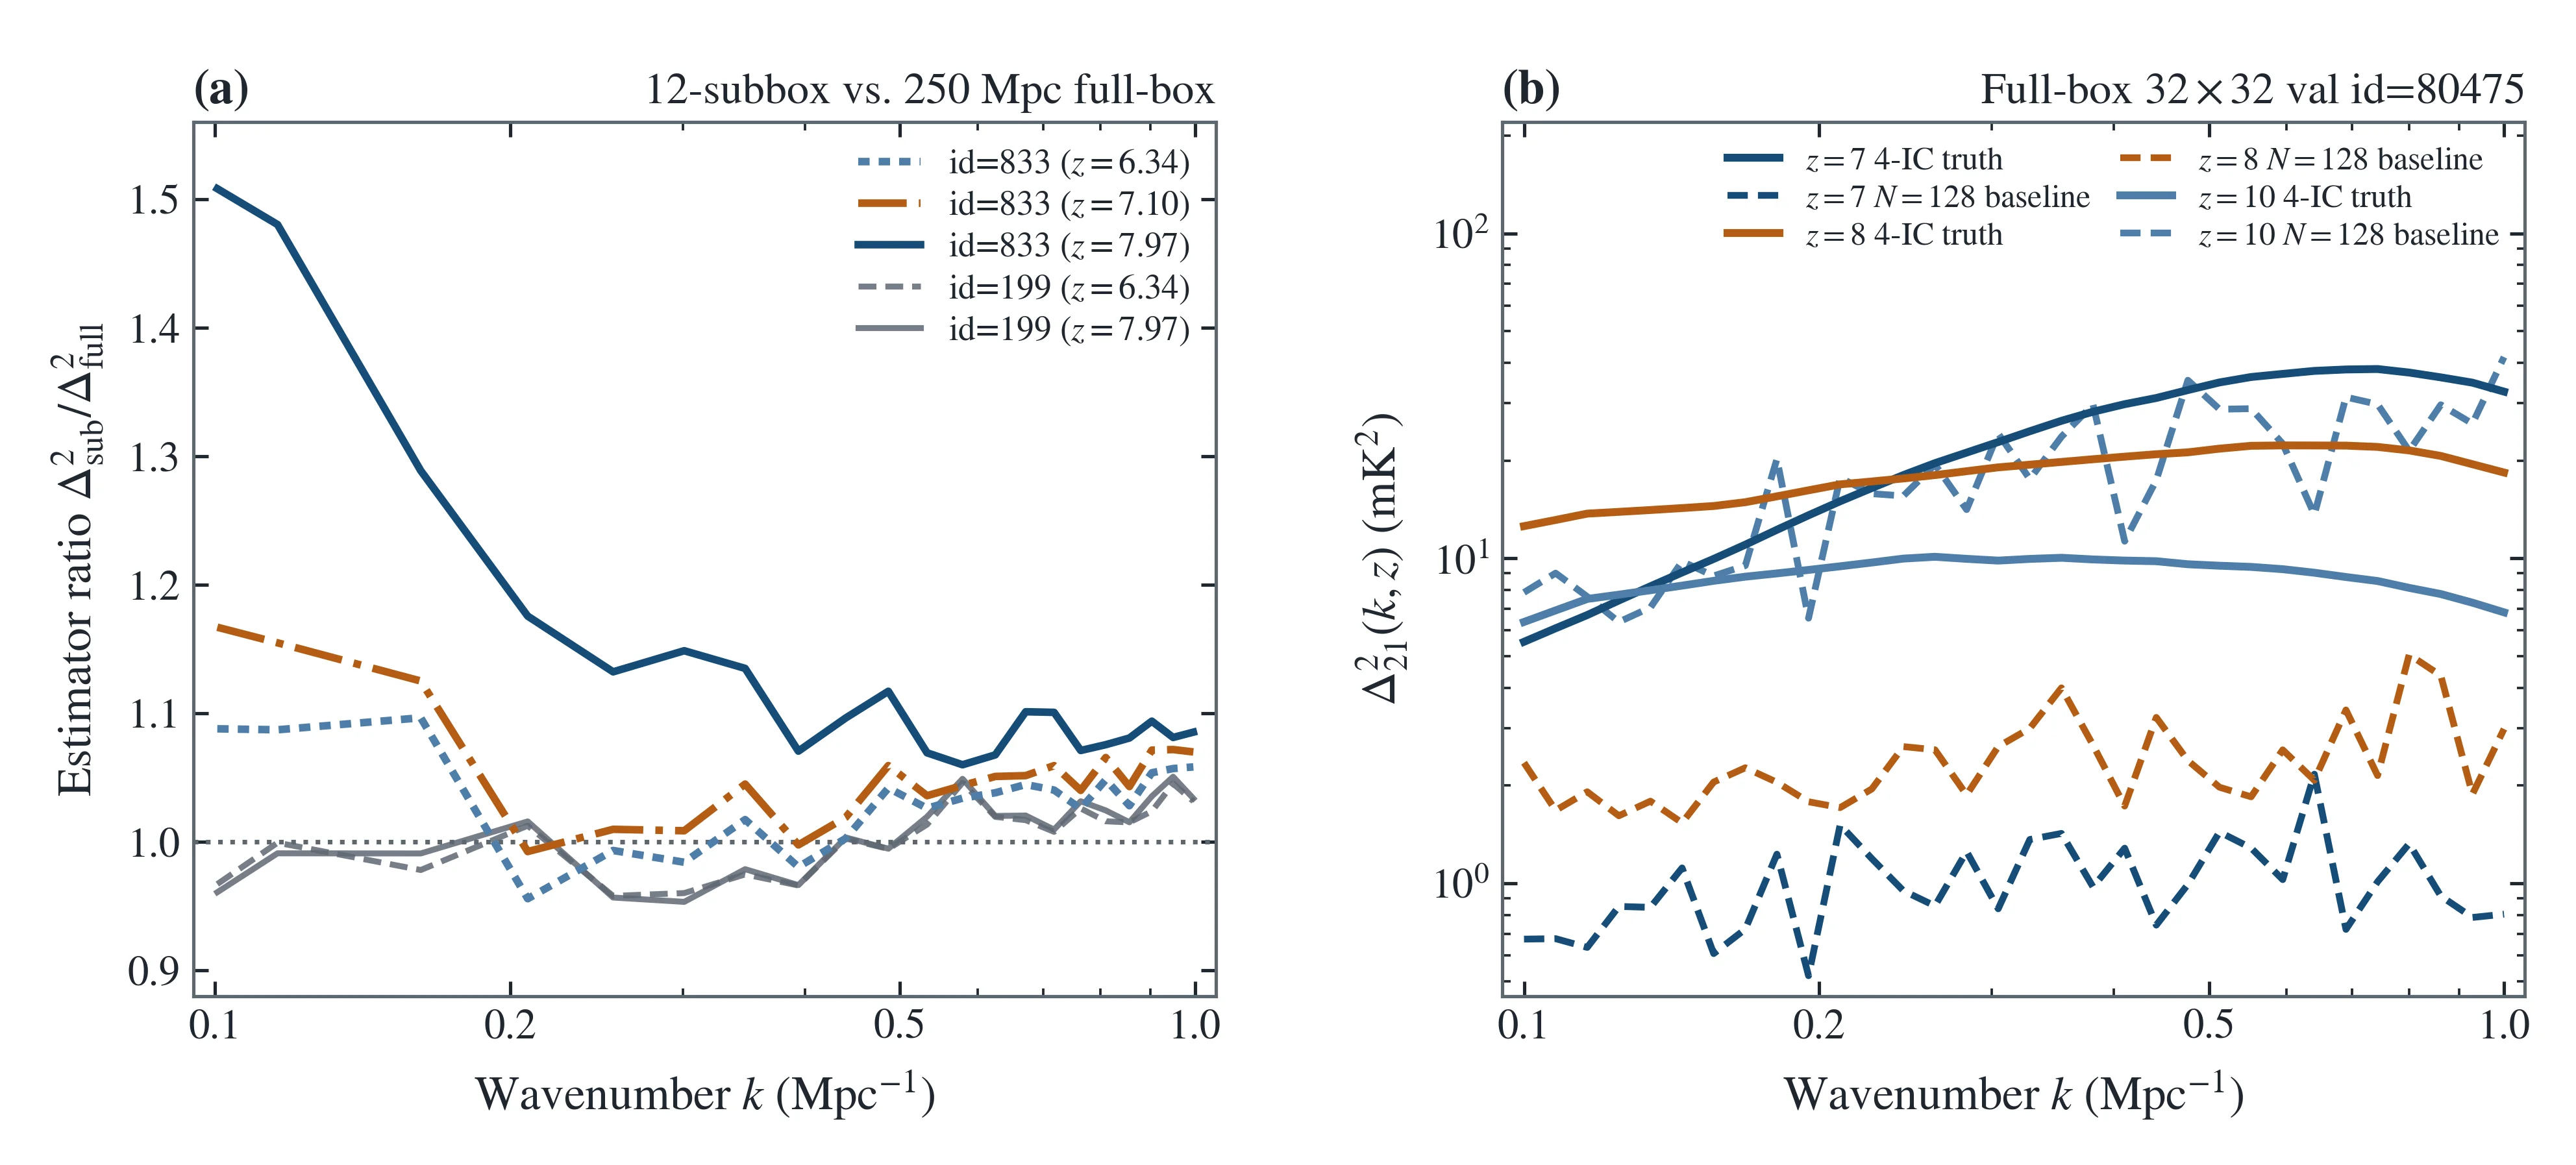 (a) 12-subbox vs. 250 Mpc full-box
id=833 (z=6.34)
id=833 (z=7.10)
id=833 (z=7.97)
id=199 (z=6.34)
id=199 (z=7.97)
Estimator ratio Δ²_sub/Δ²_full
1.5
1.4
1.3
1.2
1.1
1.0
0.9
0.1 0.2 0.5 1.0
Wavenumber k (Mpc⁻¹)
(b) Full-box 32×32 val id=80475
z=7 4-IC truth
z=7 N=128 baseline
z=8 4-IC truth
z=8 N=128 baseline
z=10 4-IC truth
z=10 N=128 baseline
Δ²₂₁(k, z) (mK²)
10²
10¹
10⁰
0.1 0.2 0.5 1.0
Wavenumber k (Mpc⁻¹)